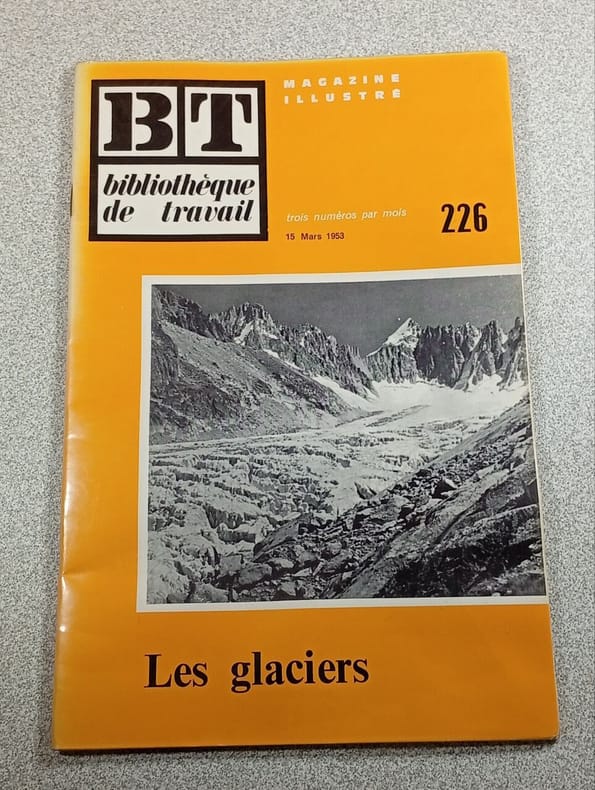 BT
bibliothèque
de travail
MAGAZINE
ILLUSTRÉ
trois numéros par mois
15 Mars 1953
226
Les glaciers